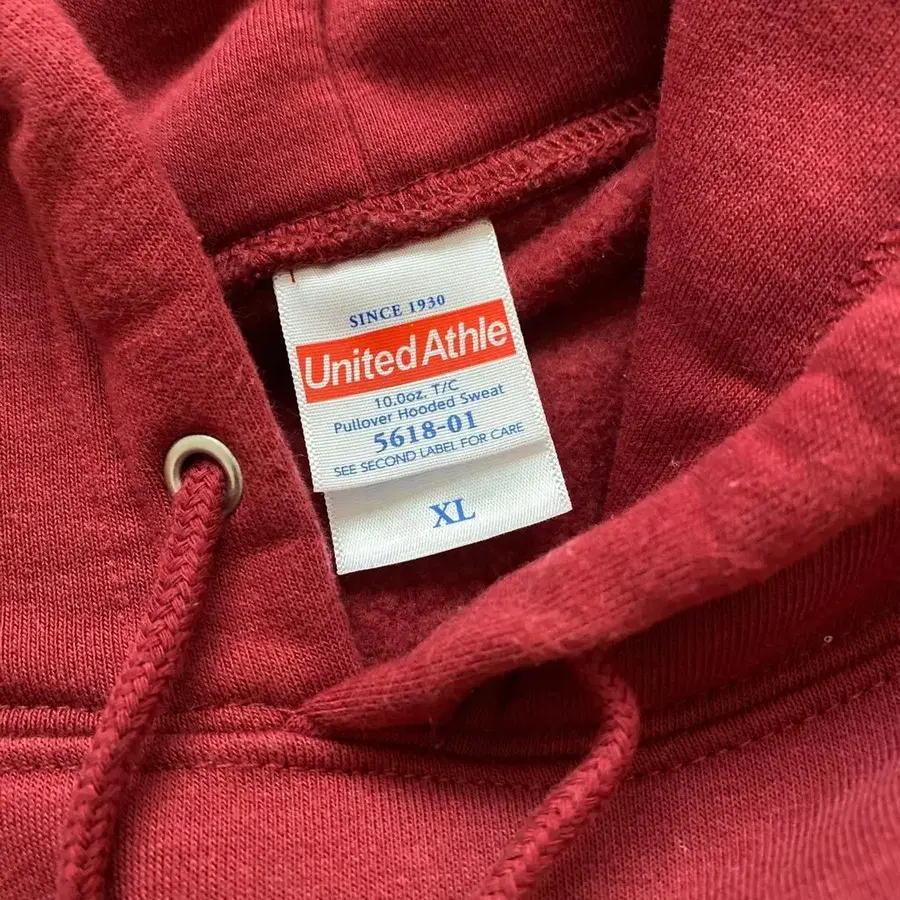 SINCE 1930
United Athle
10.0oz. T/C
Pullover Hooded Sweat
5618-01
SEE SECOND LABEL FOR CARE
XL